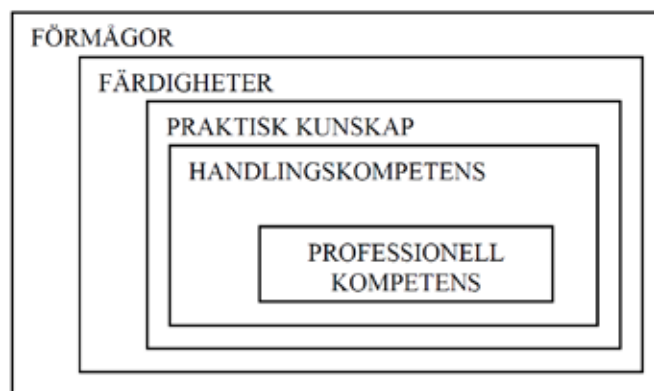 FÖRMÅGOR
FÄRDIGHETER
PRAKTISK KUNSKAP
HANDLINGSKOMPETENS
PROFESSIONELL
KOMPETENS